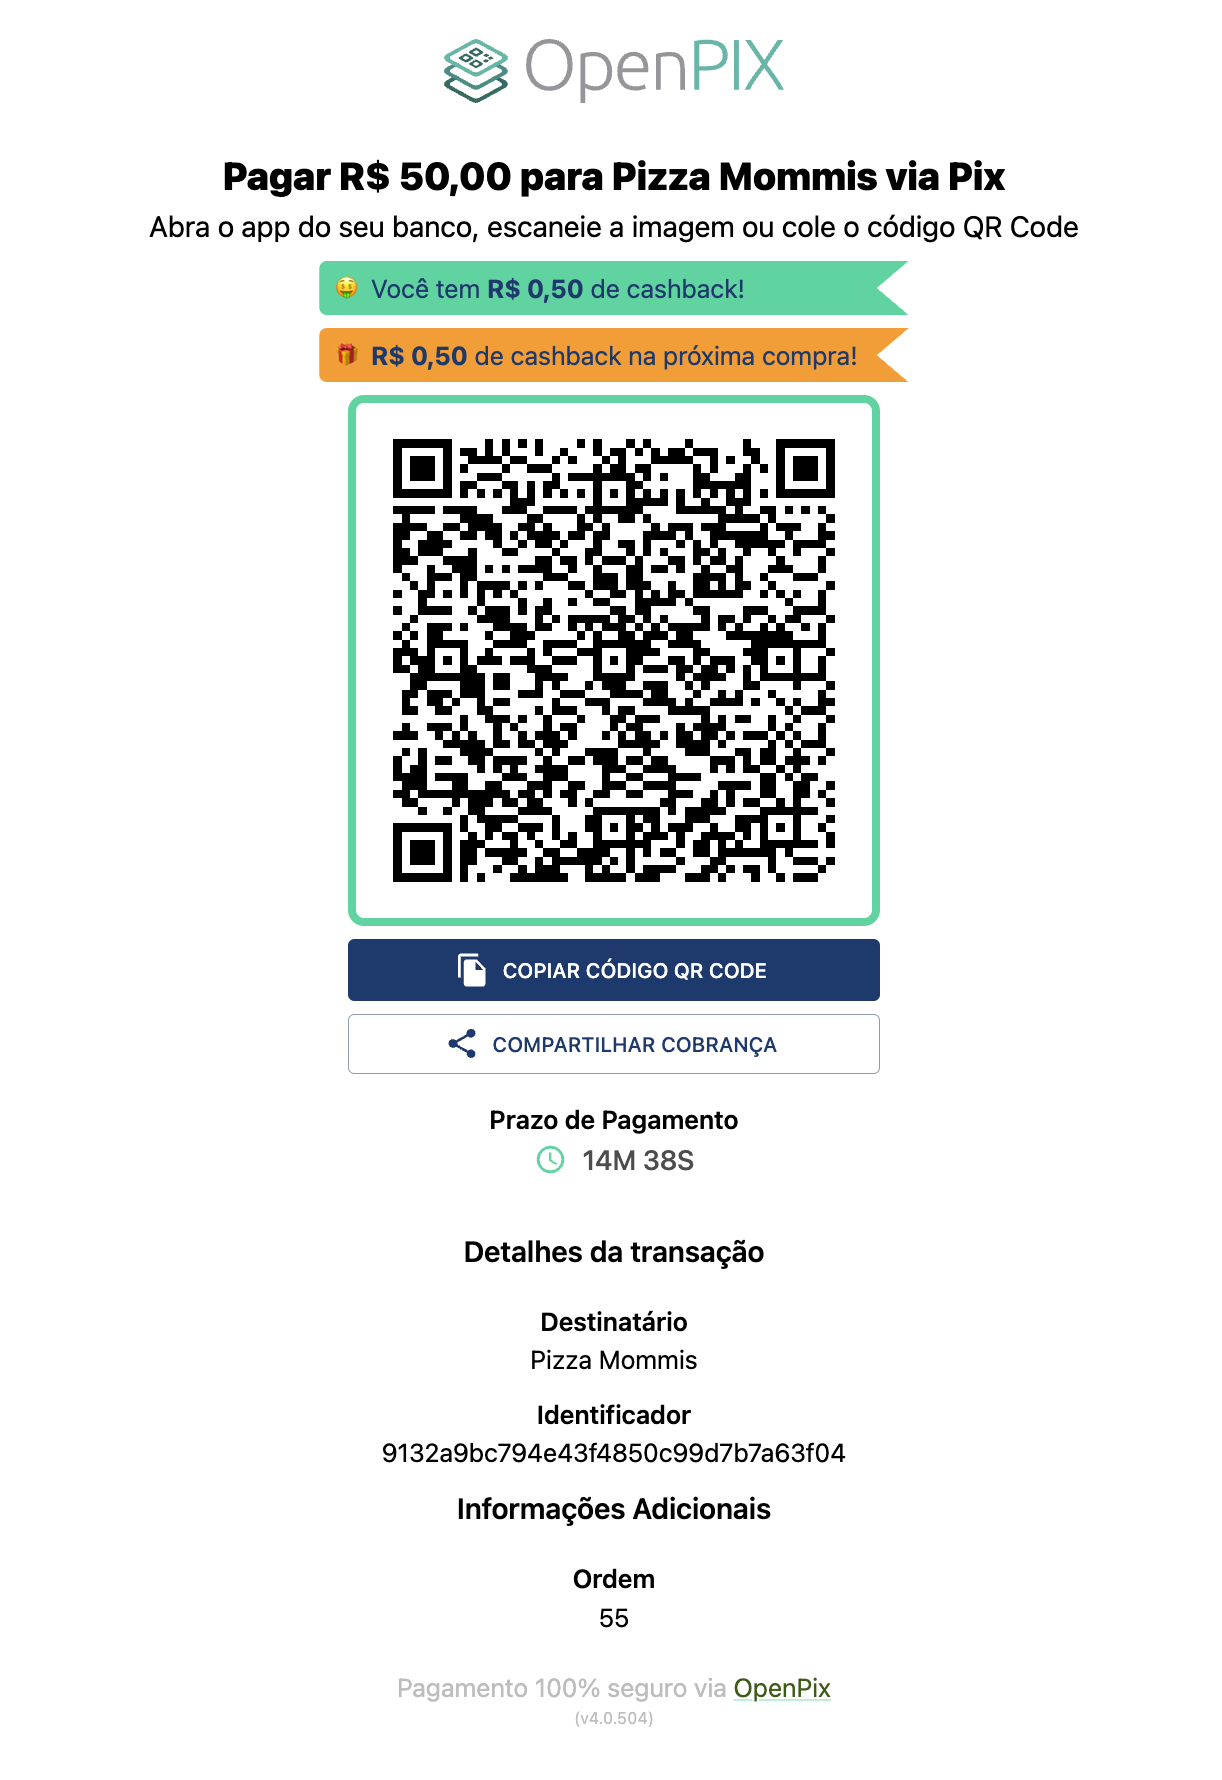 OpenPIX
Pagar R$ 50,00 para Pizza Mommis via Pix
Abra o app do seu banco, escaneie a imagem ou cole o código QR Code
🤑 Você tem R$ 0,50 de cashback!
🎁 R$ 0,50 de cashback na próxima compra!
COPIAR CÓDIGO QR CODE
COMPARTILHAR COBRANÇA
Prazo de Pagamento
14M 38S
Detalhes da transação
Destinatário
Pizza Mommis
Identificador
9132a9bc794e43f4850c99d7b7a63f04
Informações Adicionais
Ordem
55
Pagamento 100% seguro via OpenPix
(v4.0.504)